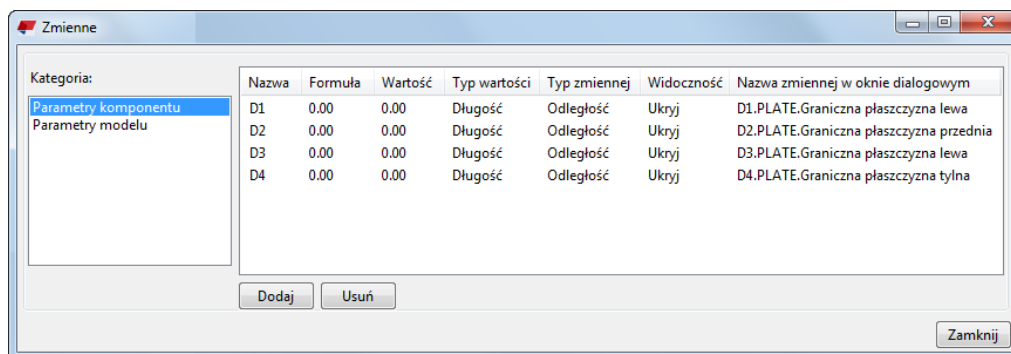 Zmienne
Kategoria:
Parametry komponentu
Parametry modelu
Nazwa Formuła Wartość Typ wartości Typ zmiennej Widoczność Nazwa zmiennej w oknie dialogowym
D1 0.00 0.00 Długość Odległość Ukryj D1.PLATE.Graniczna płaszczyzna lewa
D2 0.00 0.00 Długość Odległość Ukryj D2.PLATE.Graniczna płaszczyzna przednia
D3 0.00 0.00 Długość Odległość Ukryj D3.PLATE.Graniczna płaszczyzna lewa
D4 0.00 0.00 Długość Odległość Ukryj D4.PLATE.Graniczna płaszczyzna tylna
Dodaj Usuń
Zamknij